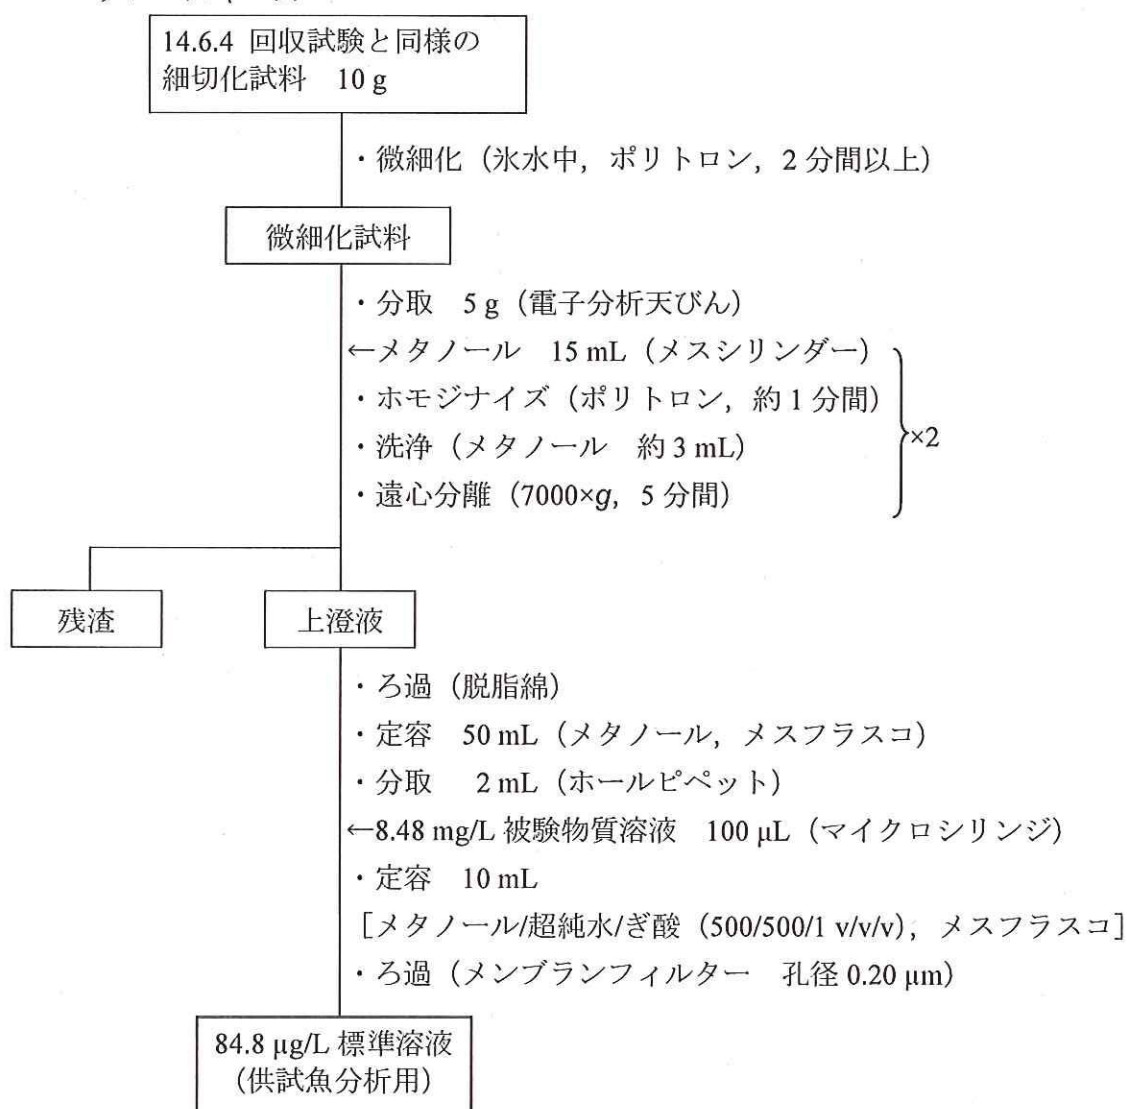 14.6.4 回収試験と同様の
細切化試料　10 g
・微細化（氷水中，ポリトロン，2 分間以上）
微細化試料
・分取　5 g（電子分析天びん）
←メタノール　15 mL（メスシリンダー）
・ホモジナイズ（ポリトロン，約 1 分間）
・洗浄（メタノール　約 3 mL）
・遠心分離（7000×g，5 分間）
×2
残渣
上澄液
・ろ過（脱脂綿）
・定容　50 mL（メタノール，メスフラスコ）
・分取　2 mL（ホールピペット）
←8.48 mg/L 被験物質溶液　100 μL（マイクロシリンジ）
・定容　10 mL
［メタノール/超純水/ぎ酸（500/500/1 v/v/v），メスフラスコ］
・ろ過（メンブランフィルター　孔径 0.20 μm）
84.8 μg/L 標準溶液
（供試魚分析用）